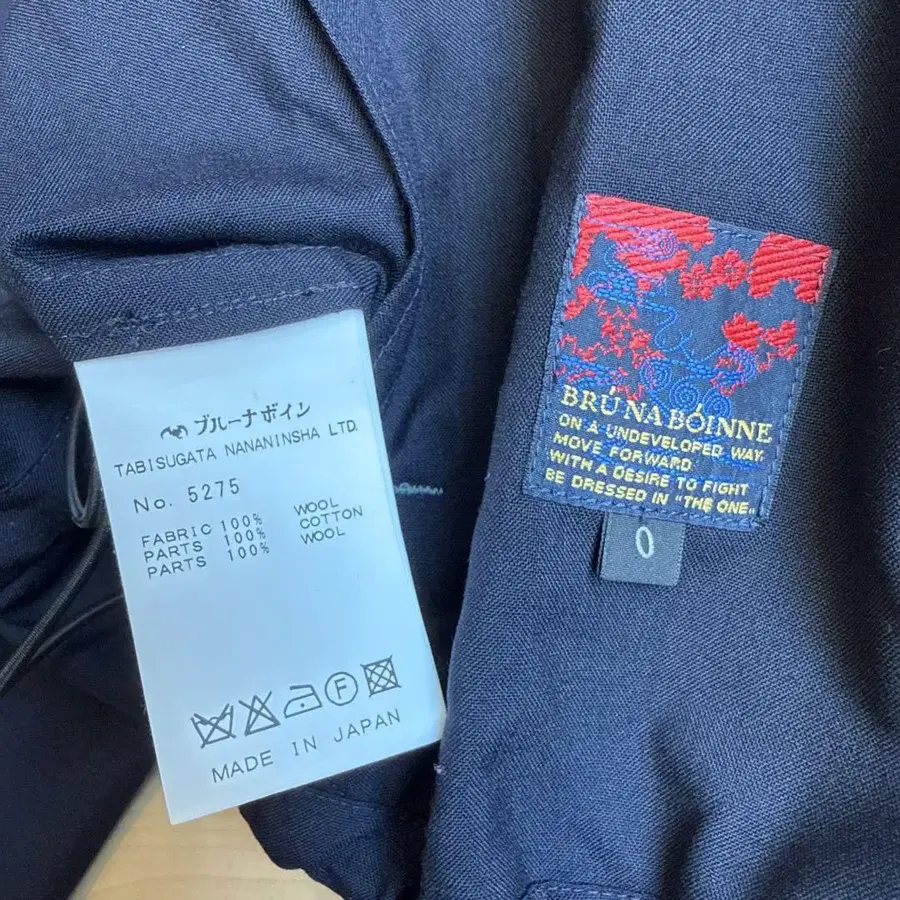 ブルーナボイン
TABISUGATA NANANINSHA LTD.
No. 5275
FABRIC 100% WOOL
PARTS 100% COTTON
PARTS 100% WOOL
F
MADE IN JAPAN
BRÚ NA BÓINNE
ON A UNDEVELOPED WAY.
MOVE FORWARD
WITH A DESIRE TO FIGHT
BE DRESSED IN "THE ONE".
0